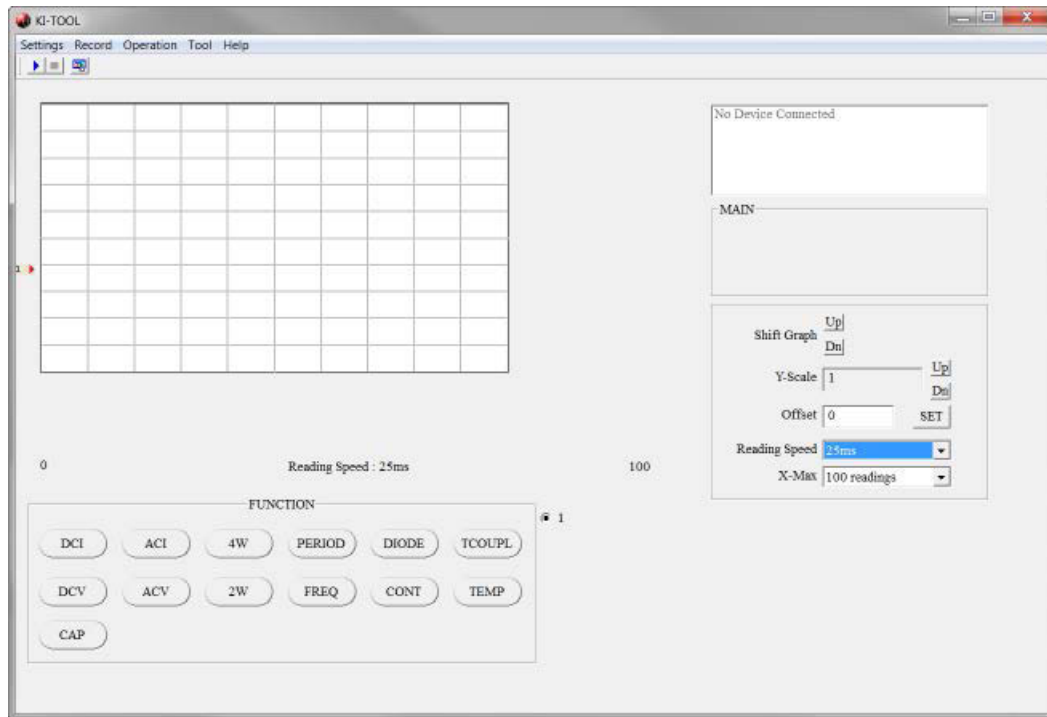 KI-TOOL
Settings Record Operation Tool Help
No Device Connected
MAIN
1
Shift Graph Up
Dn
Y-Scale 1 Up
Dn
Offset 0 SET
Reading Speed 25ms
X-Max 100 readings
0 Reading Speed : 25ms 100
FUNCTION
1
DCI ACI 4W PERIOD DIODE TCOUPL
DCV ACV 2W FREQ CONT TEMP
CAP